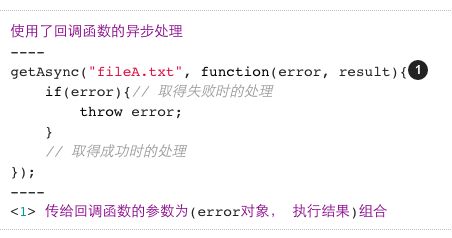 使用了回调函数的异步处理
----
getAsync("fileA.txt", function(error, result){1
    if(error){// 取得失败时的处理
        throw error;
    }
    // 取得成功时的处理
});
----
<1> 传给回调函数的参数为(error对象， 执行结果)组合